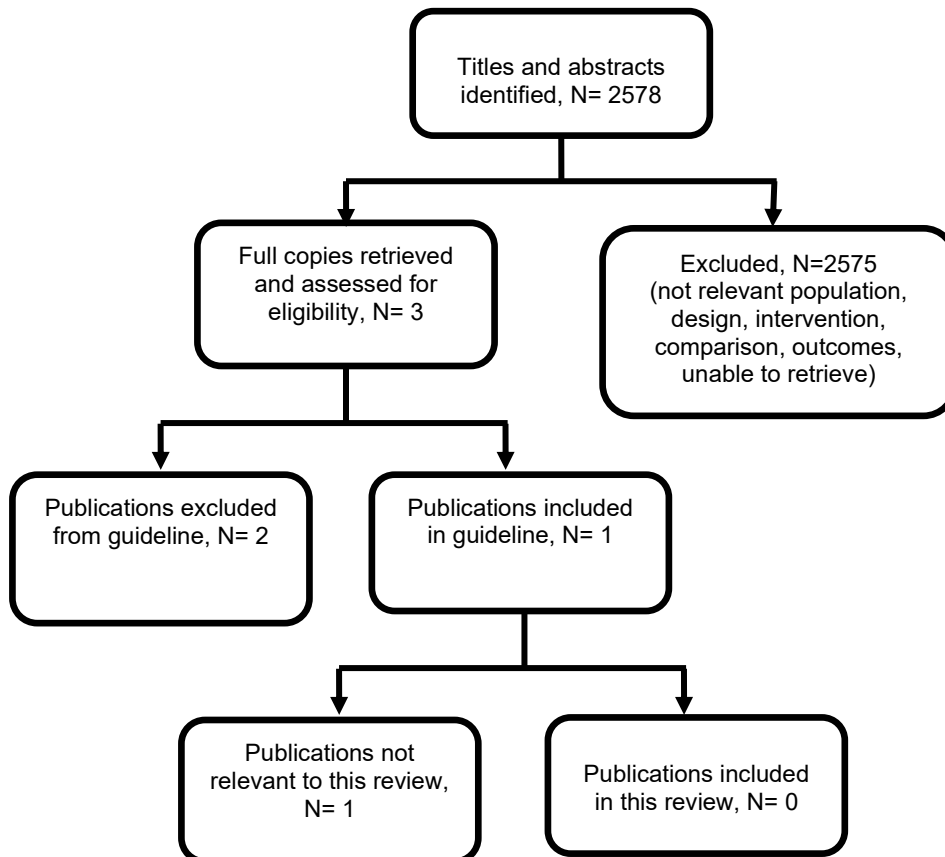 Titles and abstracts
identified, N= 2578
Full copies retrieved
and assessed for
eligibility, N= 3
Excluded, N=2575
(not relevant population,
design, intervention,
comparison, outcomes,
unable to retrieve)
Publications excluded
from guideline, N= 2
Publications included
in guideline, N= 1
Publications not
relevant to this review,
N= 1
Publications included
in this review, N= 0